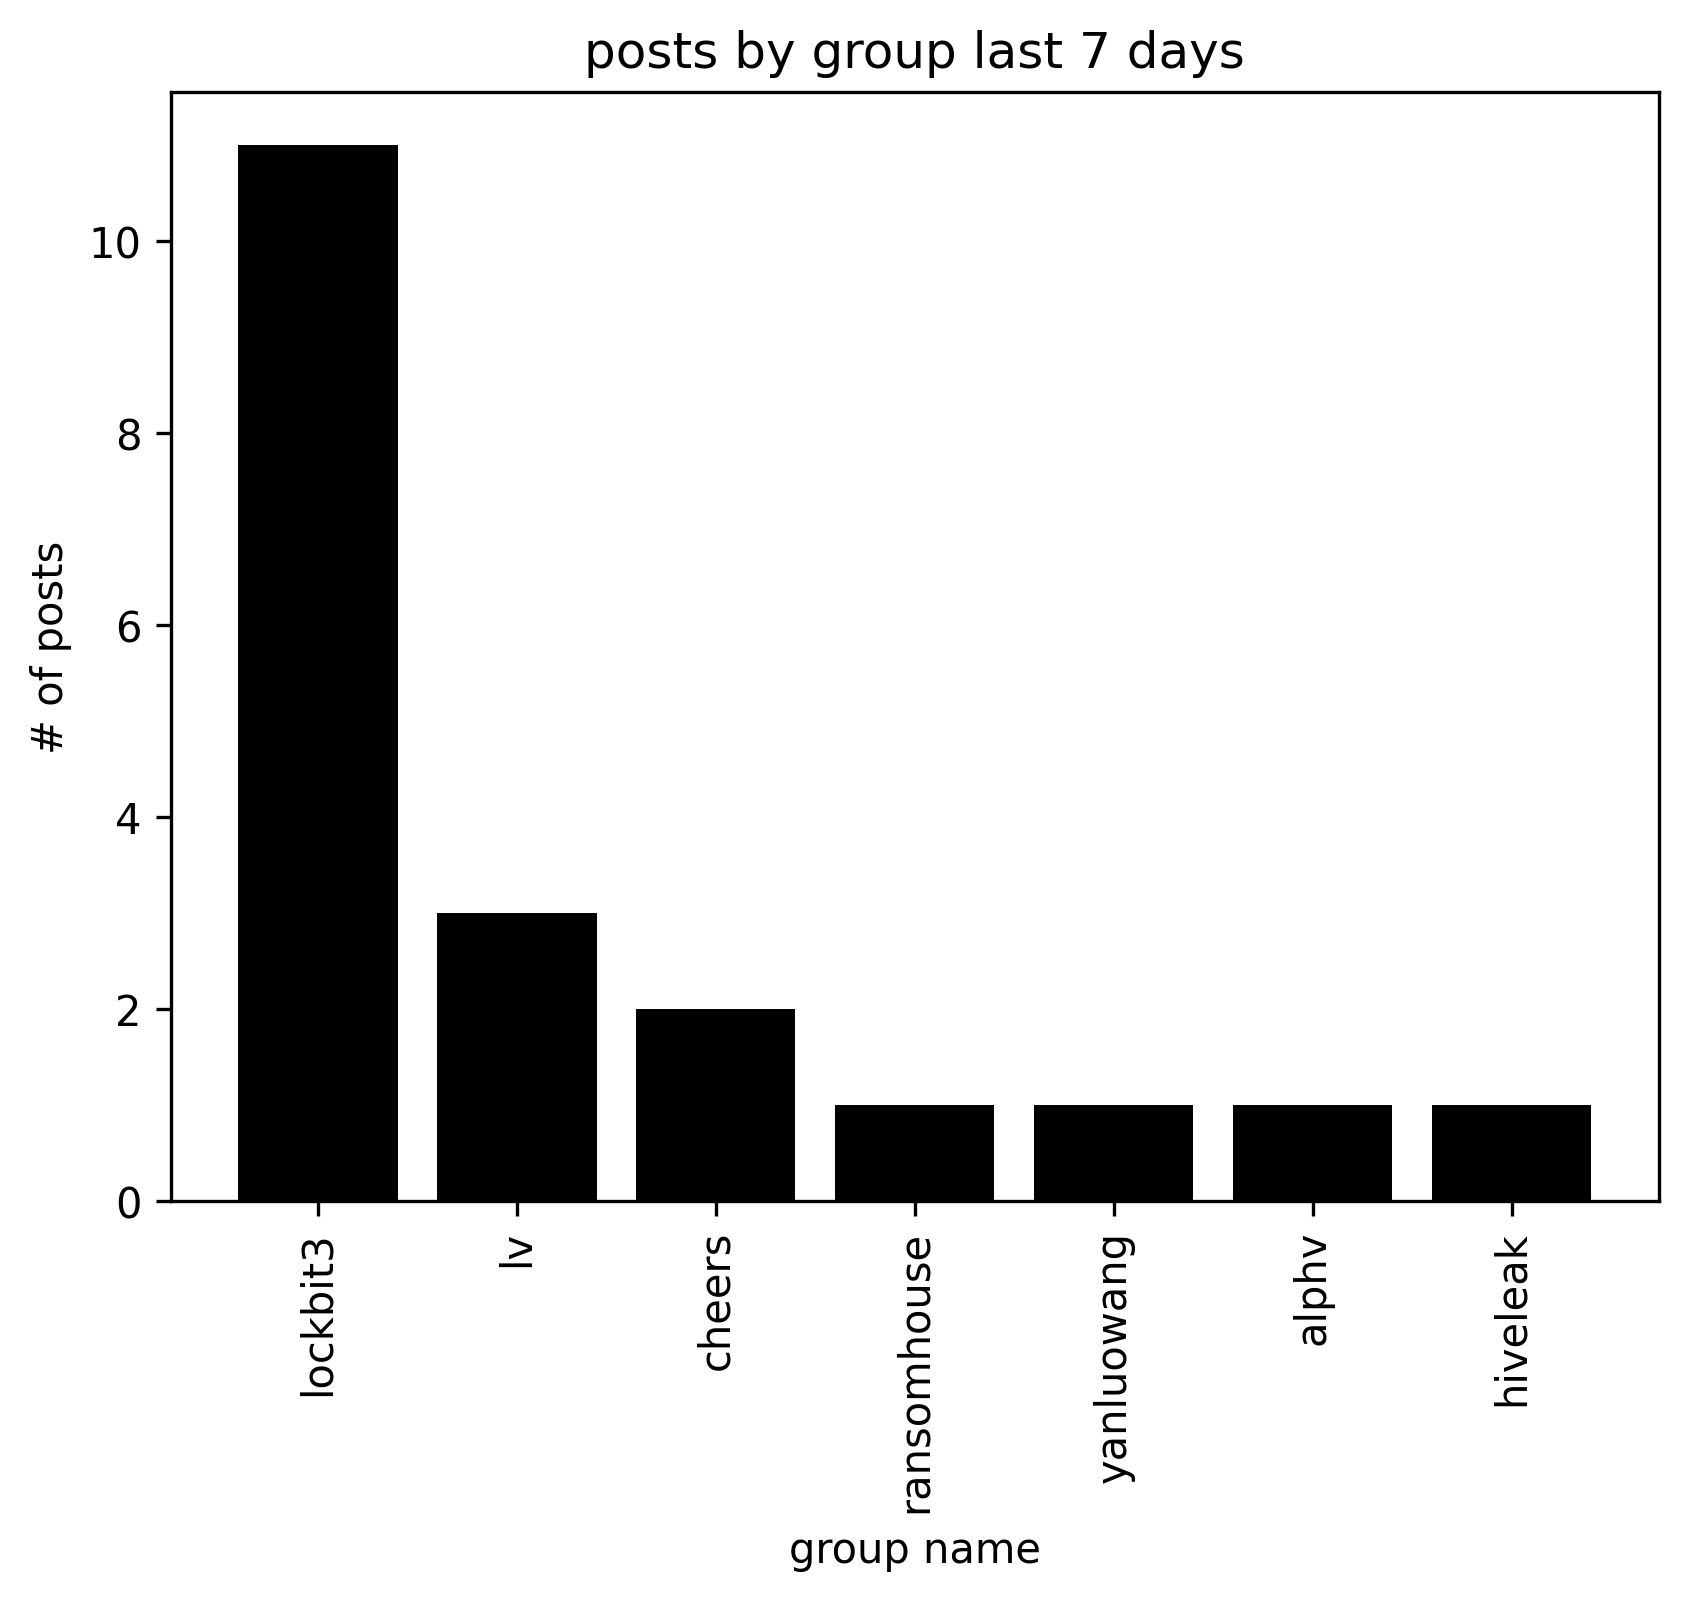 posts by group last 7 days
# of posts
10
8
6
4
2
0
lockbit3
lv
cheers
ransomhouse
yanluowang
alphv
hiveleak
group name